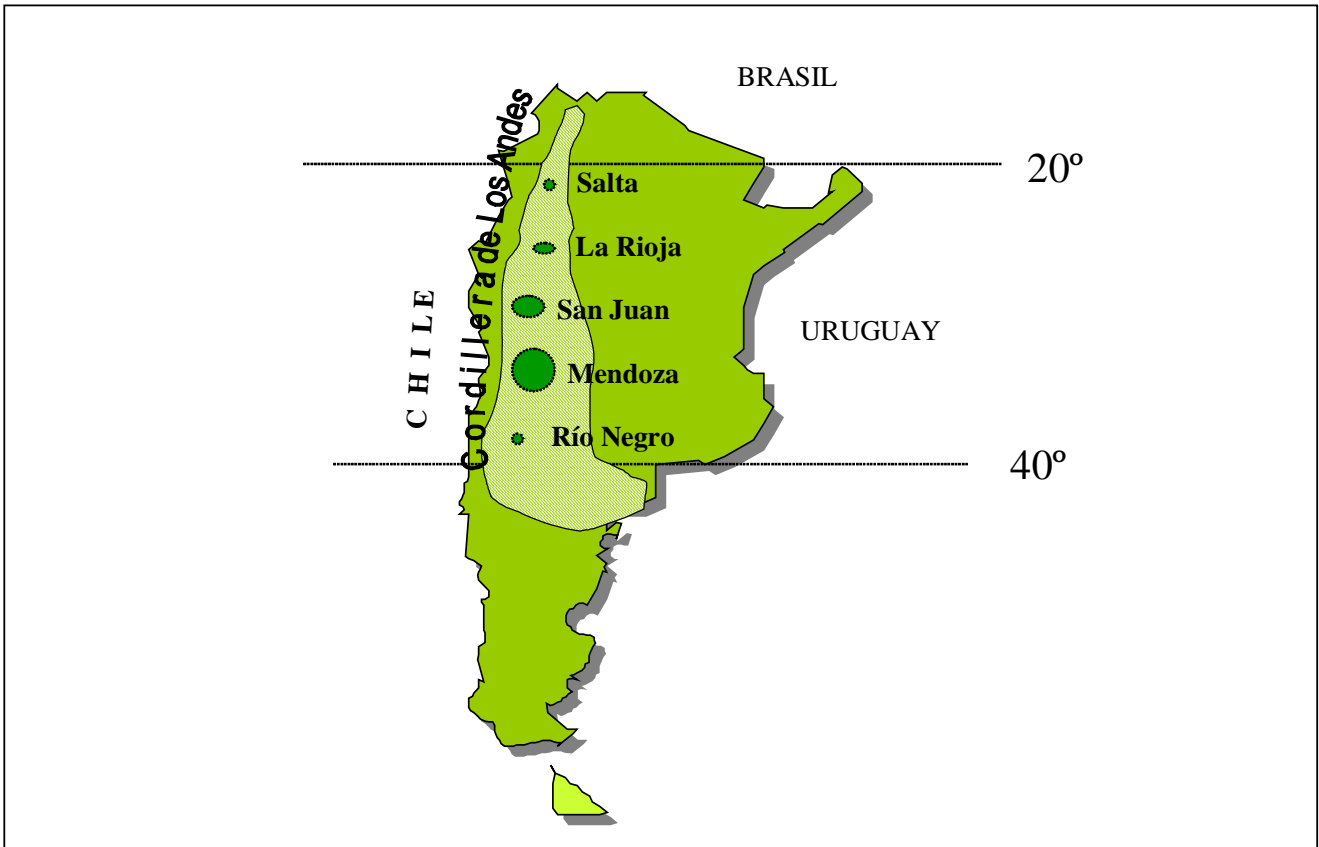 BRASIL
20º
Cordillera de Los Andes
Salta
La Rioja
CHILE
San Juan
URUGUAY
Mendoza
Río Negro
40º